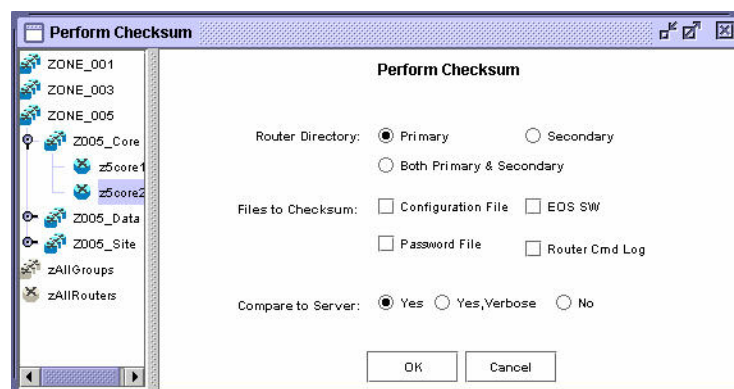 Perform Checksum
ZONE_001
ZONE_003
ZONE_005
Z005_Core
z5core1
z5core2
Z005_Data
Z005_Site
zAllGroups
zAllRouters
Perform Checksum
Router Directory: Primary Secondary
Both Primary & Secondary
Files to Checksum: Configuration File EOS SW
Password File Router Cmd Log
Compare to Server: Yes Yes,Verbose No
OK Cancel